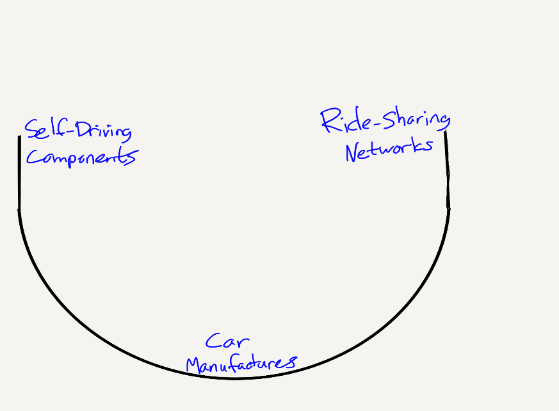 Self-Driving
Components
Ride-Sharing
Networks
Car
Manufactures